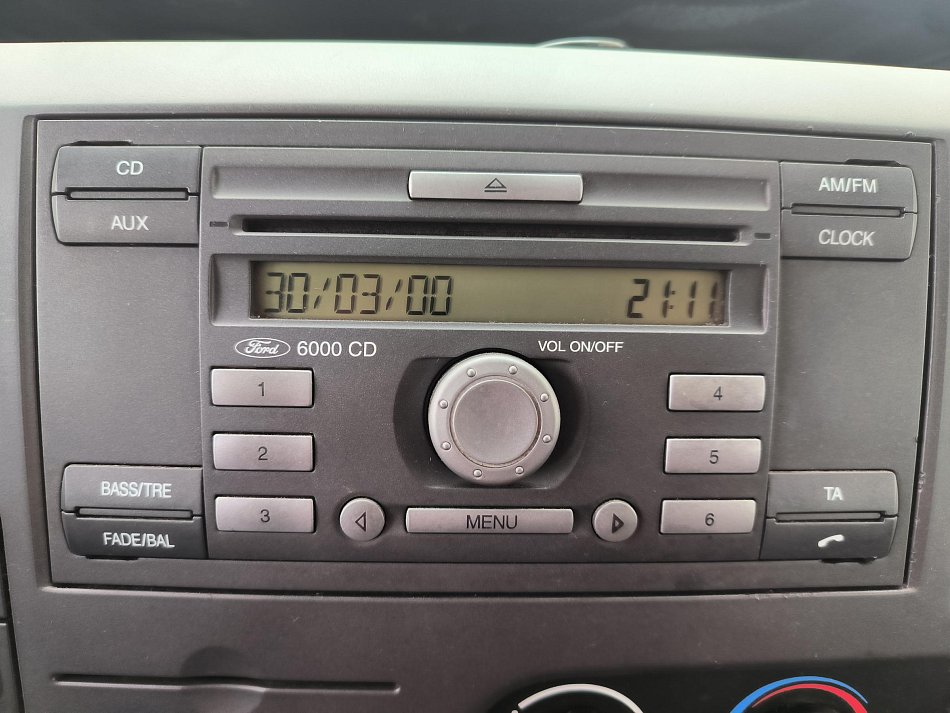 CD
AM/FM
AUX
CLOCK
30/03/00 21:11
Ford 6000 CD
VOL ON/OFF
1
4
2
5
BASS/TRE
TA
3
MENU
6
FADE/BAL